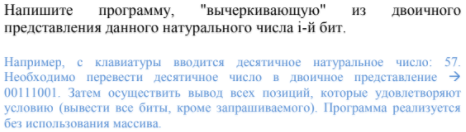 Напишите программу, "вычеркивающую" из двоичного
представления данного натурального числа i-й бит.
Например, с клавиатуры вводится десятичное натуральное число: 57.
Необходимо перевести десятичное число в двоичное представление →
00111001. Затем осуществить вывод всех позиций, которые удовлетворяют
условию (вывести все биты, кроме запрашиваемого). Программа реализуется
без использования массива.